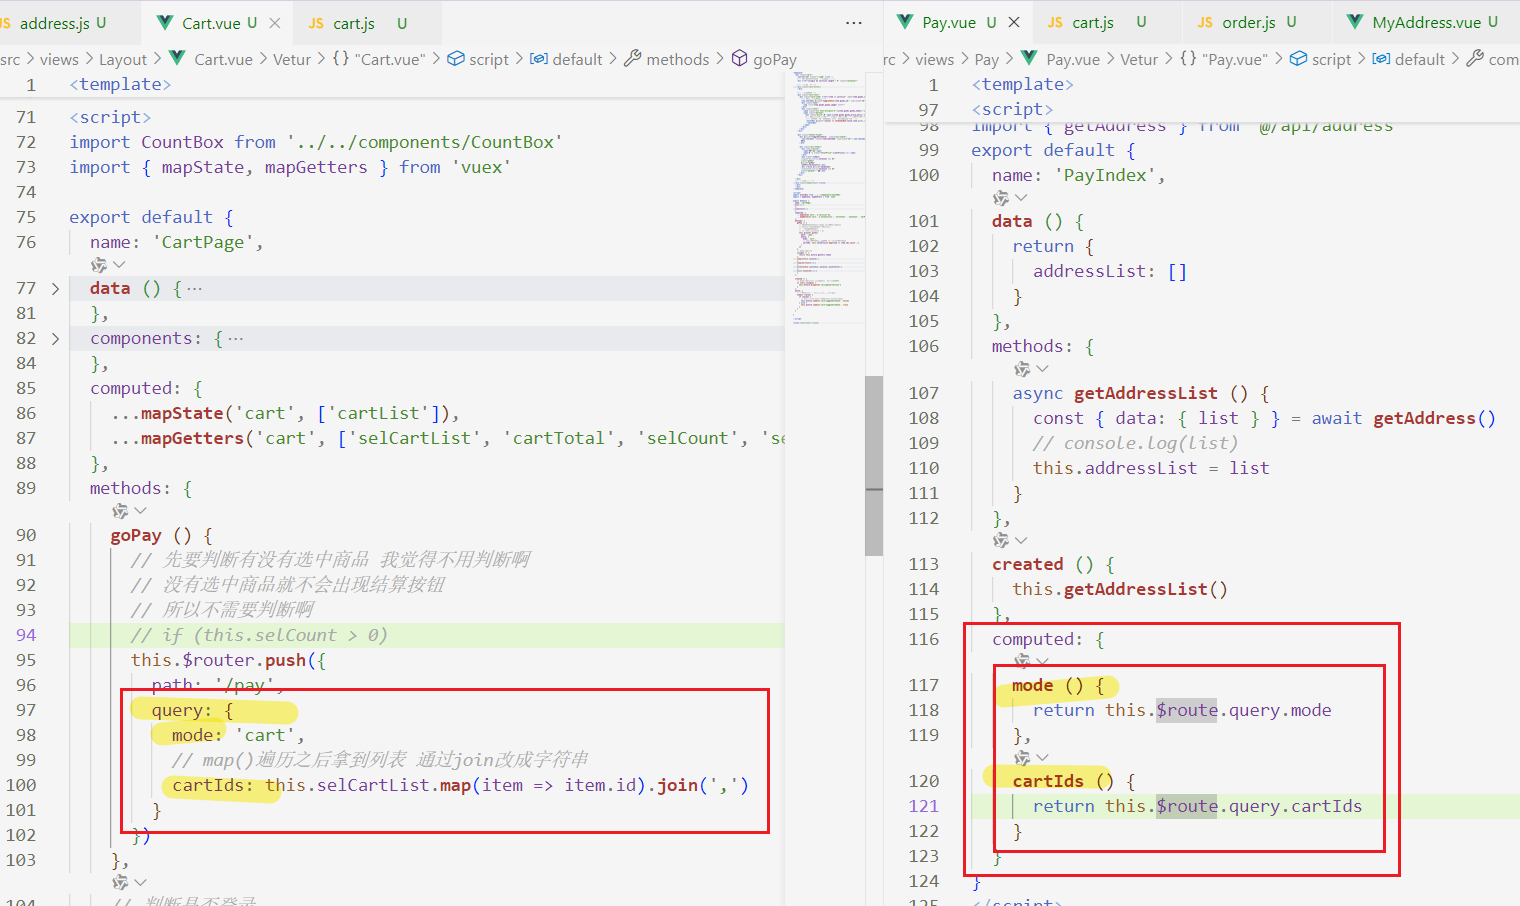 JS address.js U
Cart.vue U
JS cart.js U
src > views > Layout > Cart.vue > Vetur > {} "Cart.vue" > script > default > methods > goPay
1 <template>
71 <script>
72 import CountBox from '../../components/CountBox'
73 import { mapState, mapGetters } from 'vuex'
74
75 export default {
76 name: 'CartPage',
77 data () {···
81 },
82 components: {···
84 },
85 computed: {
86 ...mapState('cart', ['cartList']),
87 ...mapGetters('cart', ['selCartList', 'cartTotal', 'selCount', 'se
88 },
89 methods: {
90 goPay () {
91 // 先要判断有没有选中商品 我觉得不用判断啊
92 // 没有选中商品就不会出现结算按钮
93 // 所以不需要判断啊
94 // if (this.selCount > 0)
95 this.$router.push({
96 path: '/pay',
97 query: {
98 mode: 'cart',
99 // map()遍历之后拿到列表 通过join改成字符串
100 cartIds: this.selCartList.map(item => item.id).join(',')
101 }
102 })
103 },
104 // 判断是否登录
Pay.vue U
JS cart.js U
JS order.js U
MyAddress.vue U
rc > views > Pay > Pay.vue > Vetur > {} "Pay.vue" > script > default > com
1 <template>
97 <script>
98 import { getAddress } from '@/api/address'
99 export default {
100 name: 'PayIndex',
101 data () {
102 return {
103 addressList: []
104 }
105 },
106 methods: {
107 async getAddressList () {
108 const { data: { list } } = await getAddress()
109 // console.log(list)
110 this.addressList = list
111 }
112 },
113 created () {
114 this.getAddressList()
115 },
116 computed: {
117 mode () {
118 return this.$route.query.mode
119 },
120 cartIds () {
121 return this.$route.query.cartIds
122 }
123 }
124 }
125 </script>